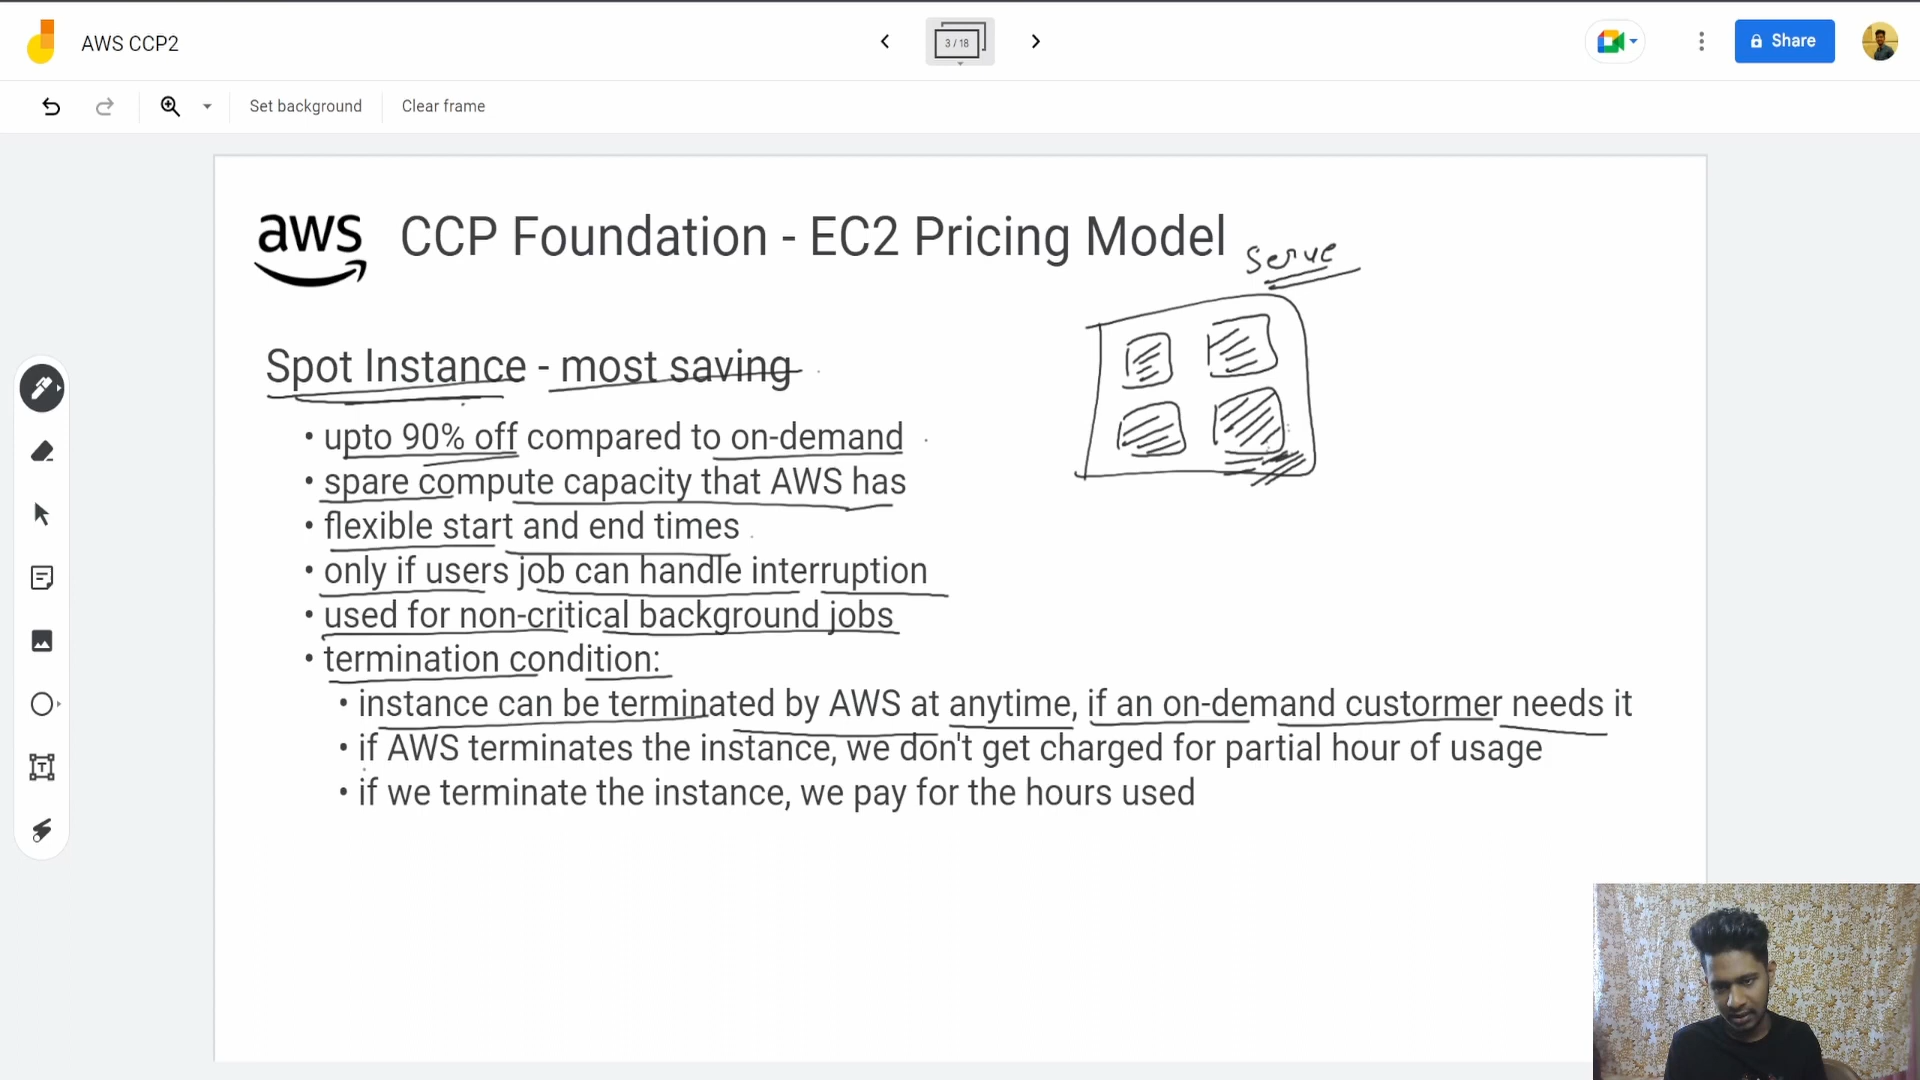 AWS CCP2
3 / 18
Share
Set background
Clear frame
aws
CCP Foundation - EC2 Pricing Model
Serve
Spot Instance - most saving
• upto 90% off compared to on-demand
• spare compute capacity that AWS has
• flexible start and end times
• only if users job can handle interruption
• used for non-critical background jobs
• termination condition:
• instance can be terminated by AWS at anytime, if an on-demand custormer needs it
• if AWS terminates the instance, we don't get charged for partial hour of usage
• if we terminate the instance, we pay for the hours used